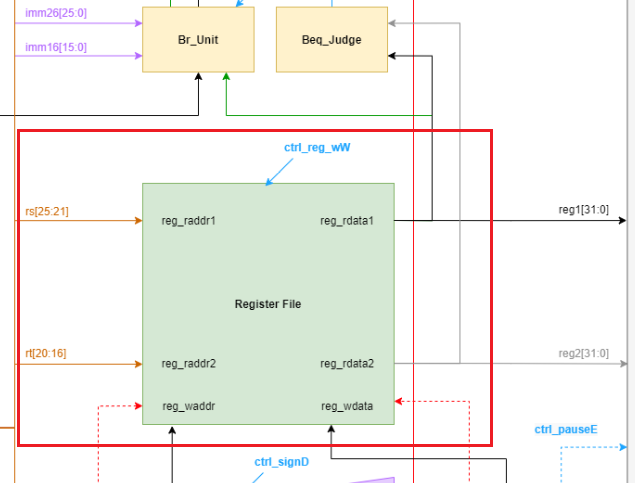 imm26[25:0]
imm16[15:0]
Br_Unit
Beq_Judge
ctrl_reg_wW
rs[25:21]
reg_raddr1
reg_rdata1
reg1[31:0]
Register File
rt[20:16]
reg_raddr2
reg_rdata2
reg2[31:0]
reg_waddr
reg_wdata
ctrl_pauseE
ctrl_signD